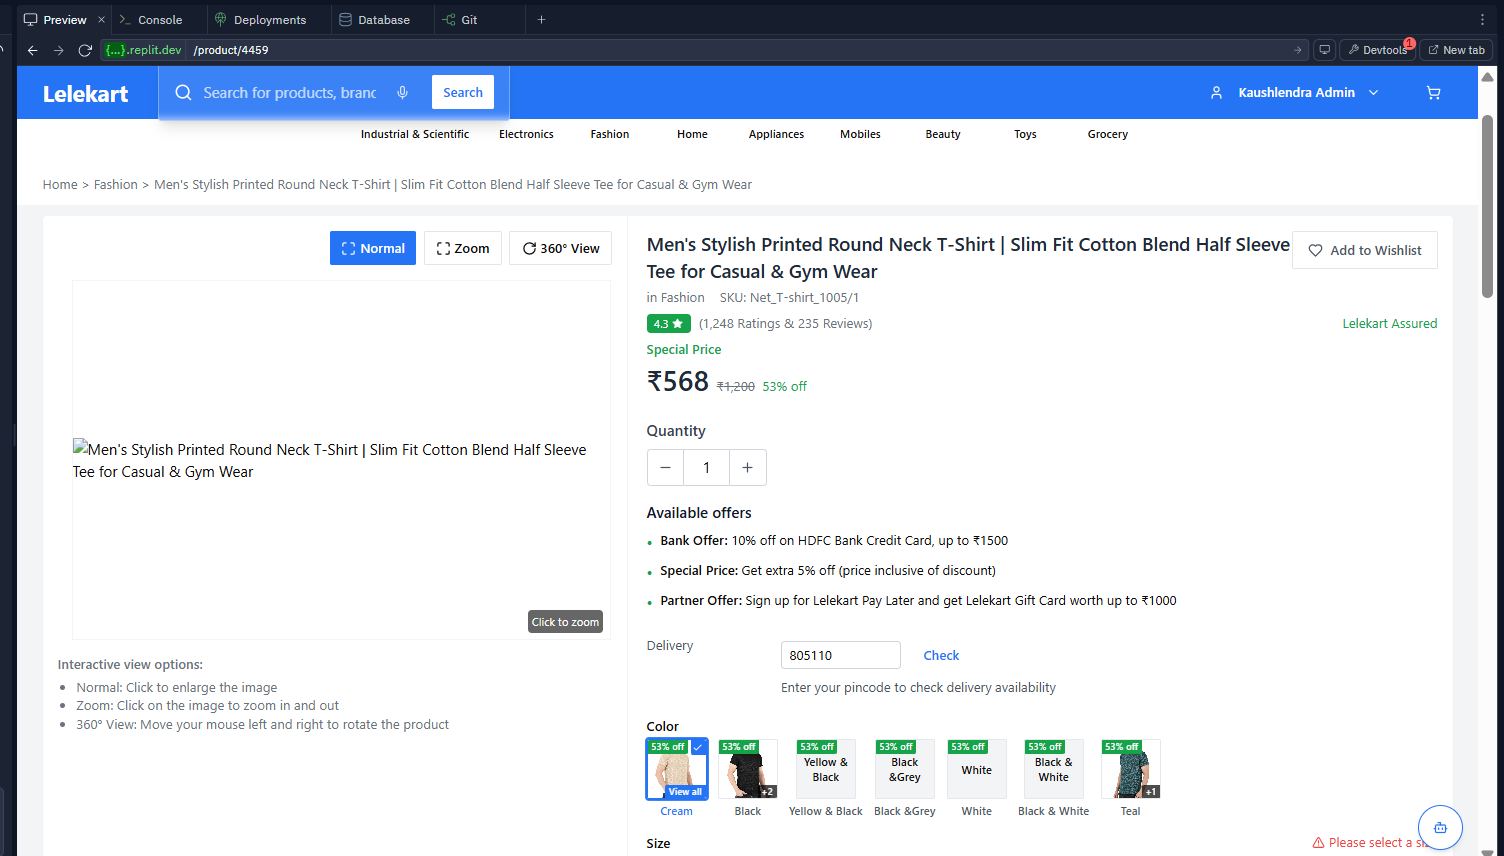 Preview
Console
Deployments
Database
Git
{...}.replit.dev /product/4459
Devtools 1
New tab
Lelekart
Search for products, branc
Search
Kaushlendra Admin
Industrial & Scientific Electronics Fashion Home Appliances Mobiles Beauty Toys Grocery
Home > Fashion > Men's Stylish Printed Round Neck T-Shirt | Slim Fit Cotton Blend Half Sleeve Tee for Casual & Gym Wear
Normal Zoom 360° View
Men's Stylish Printed Round Neck T-Shirt | Slim Fit Cotton Blend Half Sleeve
Tee for Casual & Gym Wear
Click to zoom
Interactive view options:
Normal: Click to enlarge the image
Zoom: Click on the image to zoom in and out
360° View: Move your mouse left and right to rotate the product
Men's Stylish Printed Round Neck T-Shirt | Slim Fit Cotton Blend Half Sleeve
Tee for Casual & Gym Wear
Add to Wishlist
in Fashion SKU: Net_T-shirt_1005/1
4.3 ★ (1,248 Ratings & 235 Reviews)
Lelekart Assured
Special Price
₹568 ₹1,200 53% off
Quantity
− 1 +
Available offers
Bank Offer: 10% off on HDFC Bank Credit Card, up to ₹1500
Special Price: Get extra 5% off (price inclusive of discount)
Partner Offer: Sign up for Lelekart Pay Later and get Lelekart Gift Card worth up to ₹1000
Delivery
805110
Check
Enter your pincode to check delivery availability
Color
53% off 53% off 53% off 53% off 53% off 53% off 53% off
Yellow &
Black
Black
&Grey
White
Black &
White
View all +2 +1
Cream Black Yellow & Black Black &Grey White Black & White Teal
Size
Please select a